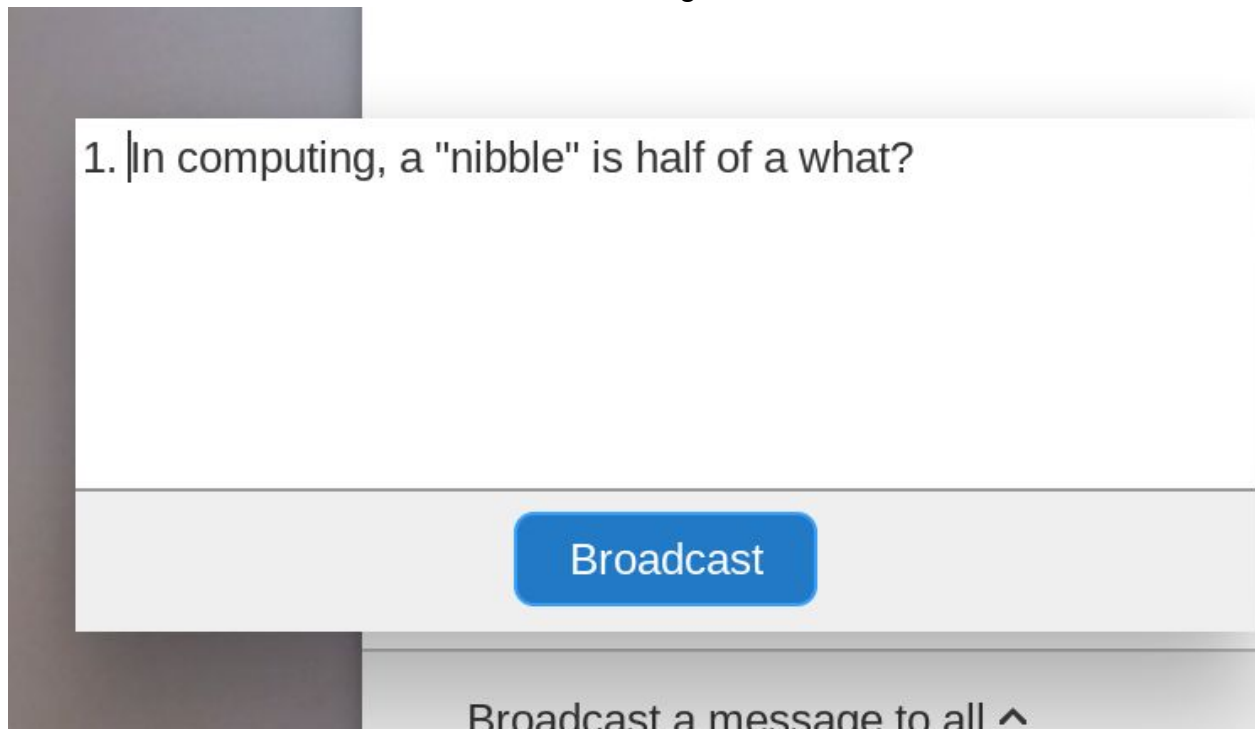 1. In computing, a "nibble" is half of a what?
Broadcast
Broadcast a message to all